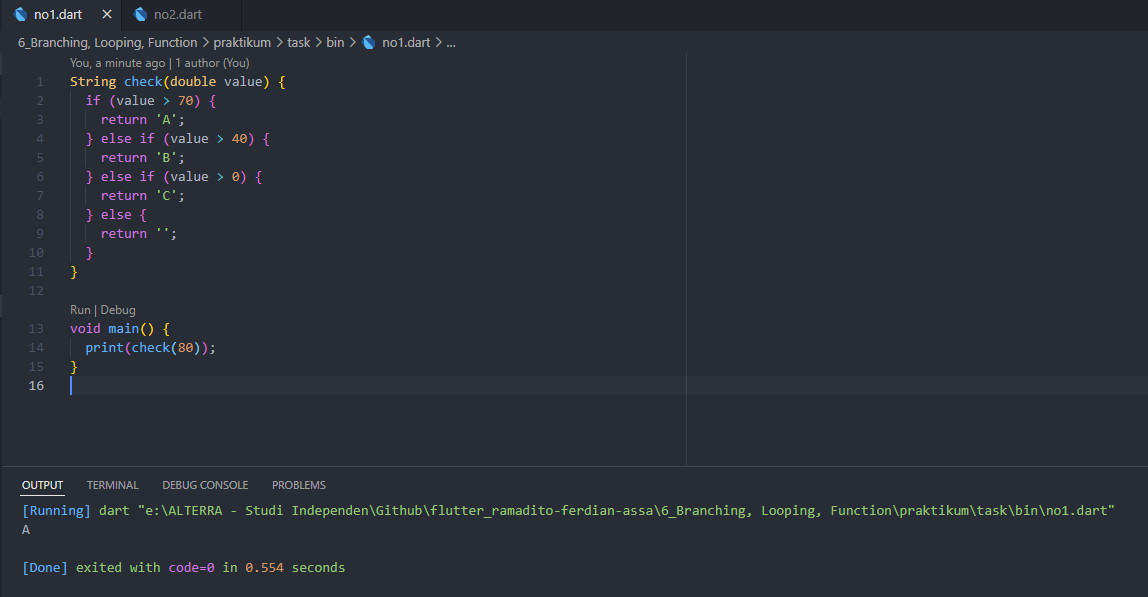 no1.dart no2.dart
6_Branching, Looping, Function > praktikum > task > bin > no1.dart > ...
You, a minute ago | 1 author (You)
1 String check(double value) {
2   if (value > 70) {
3     return 'A';
4   } else if (value > 40) {
5     return 'B';
6   } else if (value > 0) {
7     return 'C';
8   } else {
9     return '';
10   }
11 }
12
Run | Debug
13 void main() {
14   print(check(80));
15 }
16
OUTPUT TERMINAL DEBUG CONSOLE PROBLEMS
[Running] dart "e:\ALTERRA - Studi Independen\Github\flutter_ramadito-ferdian-assa\6_Branching, Looping, Function\praktikum\task\bin\no1.dart"
A
[Done] exited with code=0 in 0.554 seconds